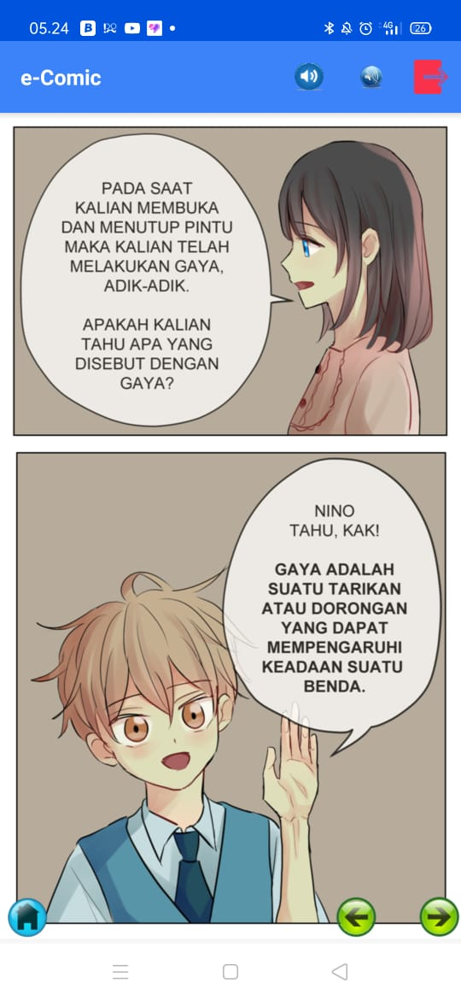 05.24
B
4G
26
e-Comic
PADA SAAT
KALIAN MEMBUKA
DAN MENUTUP PINTU
MAKA KALIAN TELAH
MELAKUKAN GAYA,
ADIK-ADIK.
APAKAH KALIAN
TAHU APA YANG
DISEBUT DENGAN
GAYA?
NINO
TAHU, KAK!
GAYA ADALAH
SUATU TARIKAN
ATAU DORONGAN
YANG DAPAT
MEMPENGARUHI
KEADAAN SUATU
BENDA.